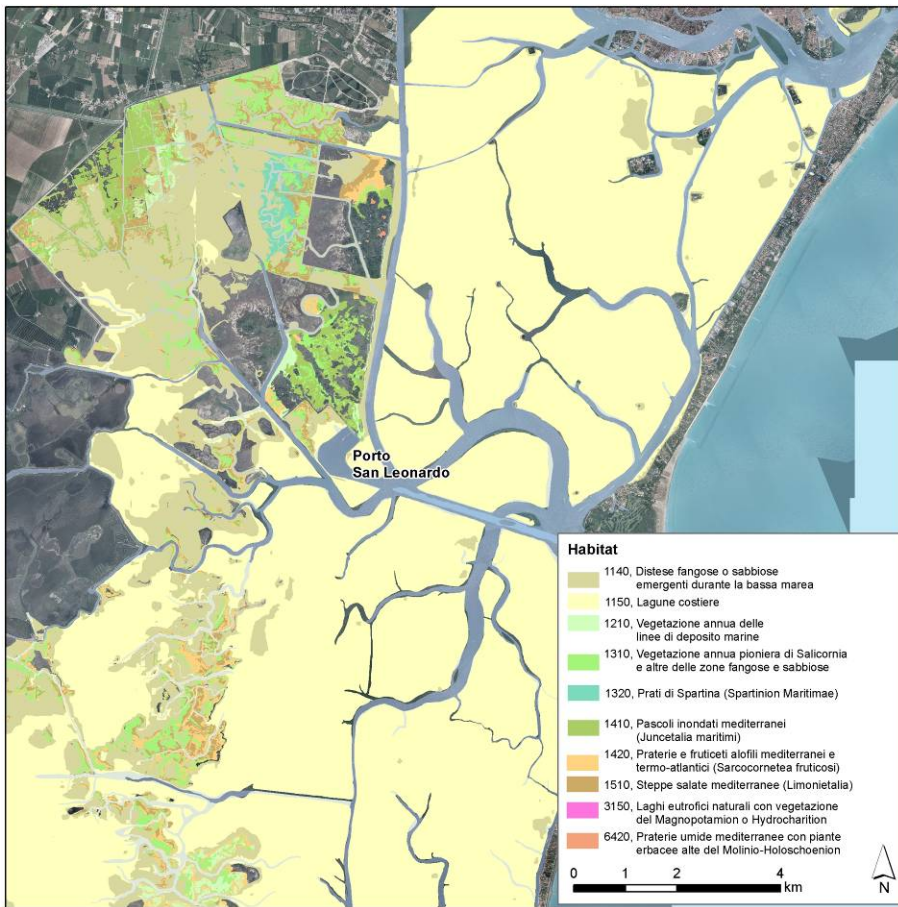 Porto
San Leonardo
Habitat
1140, Distese fangose o sabbiose
emergenti durante la bassa marea
1150, Lagune costiere
1210, Vegetazione annua delle
linee di deposito marine
1310, Vegetazione annua pioniera di Salicornia
e altre delle zone fangose e sabbiose
1320, Prati di Spartina (Spartinion Maritimae)
1410, Pascoli inondati mediterranei
(Juncetalia maritimi)
1420, Praterie e fruticeti alofili mediterranei e
termo-atlantici (Sarcocornetea fruticosi)
1510, Steppe salate mediterranee (Limonietalia)
3150, Laghi eutrofici naturali con vegetazione
del Magnopotamion o Hydrocharition
6420, Praterie umide mediterranee con piante
erbacee alte del Molinio-Holoschoenion
0 1 2 4
km
N